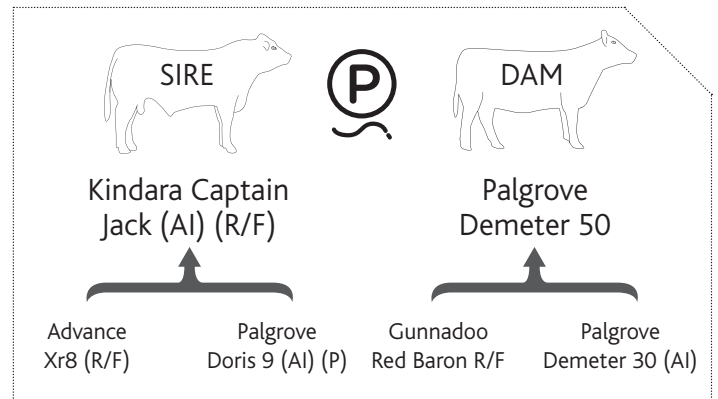 SIRE
P
DAM
Kindara Captain
Jack (AI) (R/F)
Palgrove
Demeter 50
Advance
Xr8 (R/F)
Palgrove
Doris 9 (AI) (P)
Gunnadoo
Red Baron R/F
Palgrove
Demeter 30 (AI)